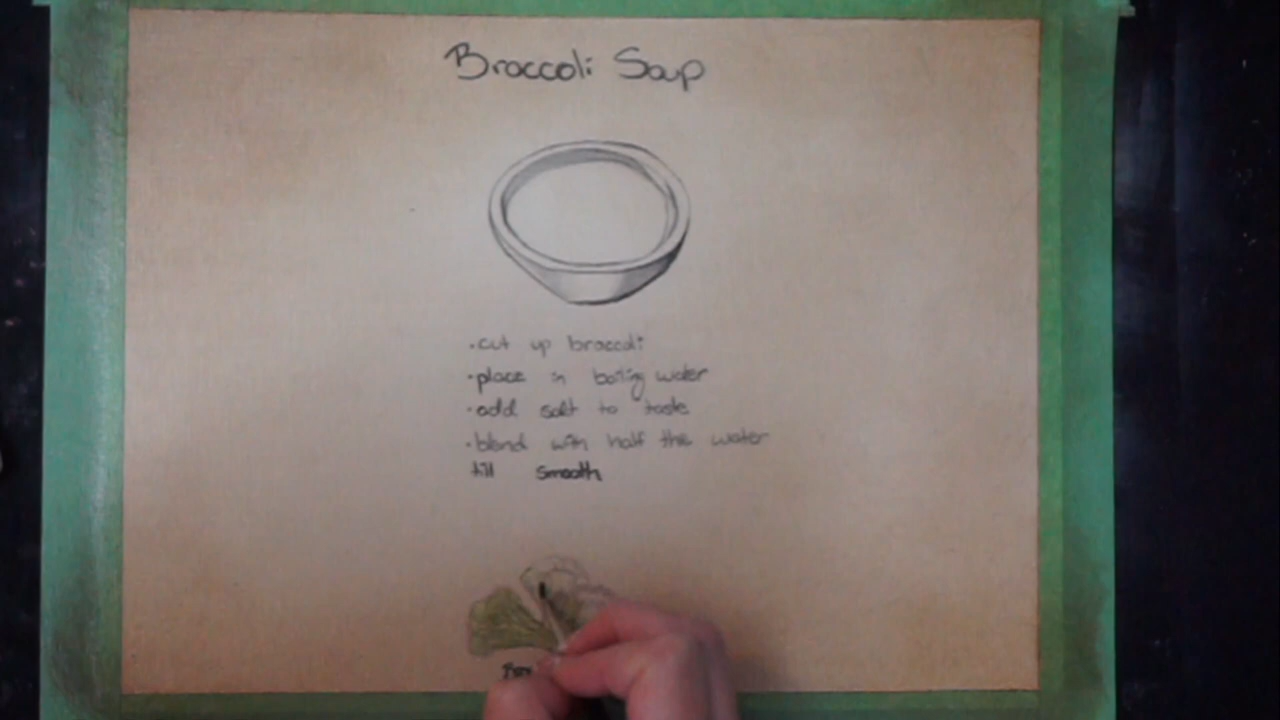 Broccoli Soup
·cut up broccoli
·place in boiling water
·add salt to taste
·blend with half the water
till smooth